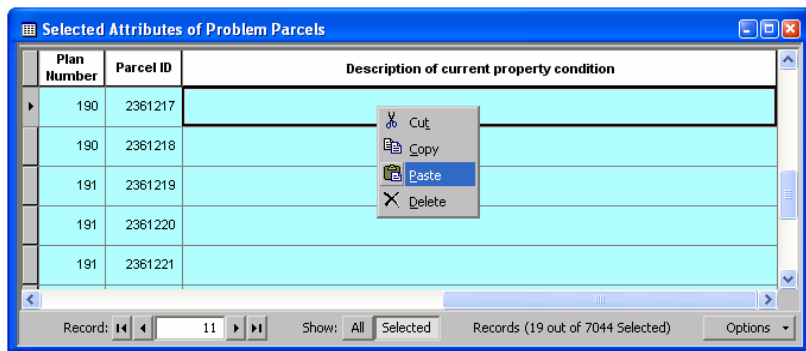 Selected Attributes of Problem Parcels
Plan Number Parcel ID Description of current property condition
190 2361217
190 2361218
191 2361219
191 2361220
191 2361221
Cut
Copy
Paste
Delete
Record: 11 Show: All Selected Records (19 out of 7044 Selected) Options